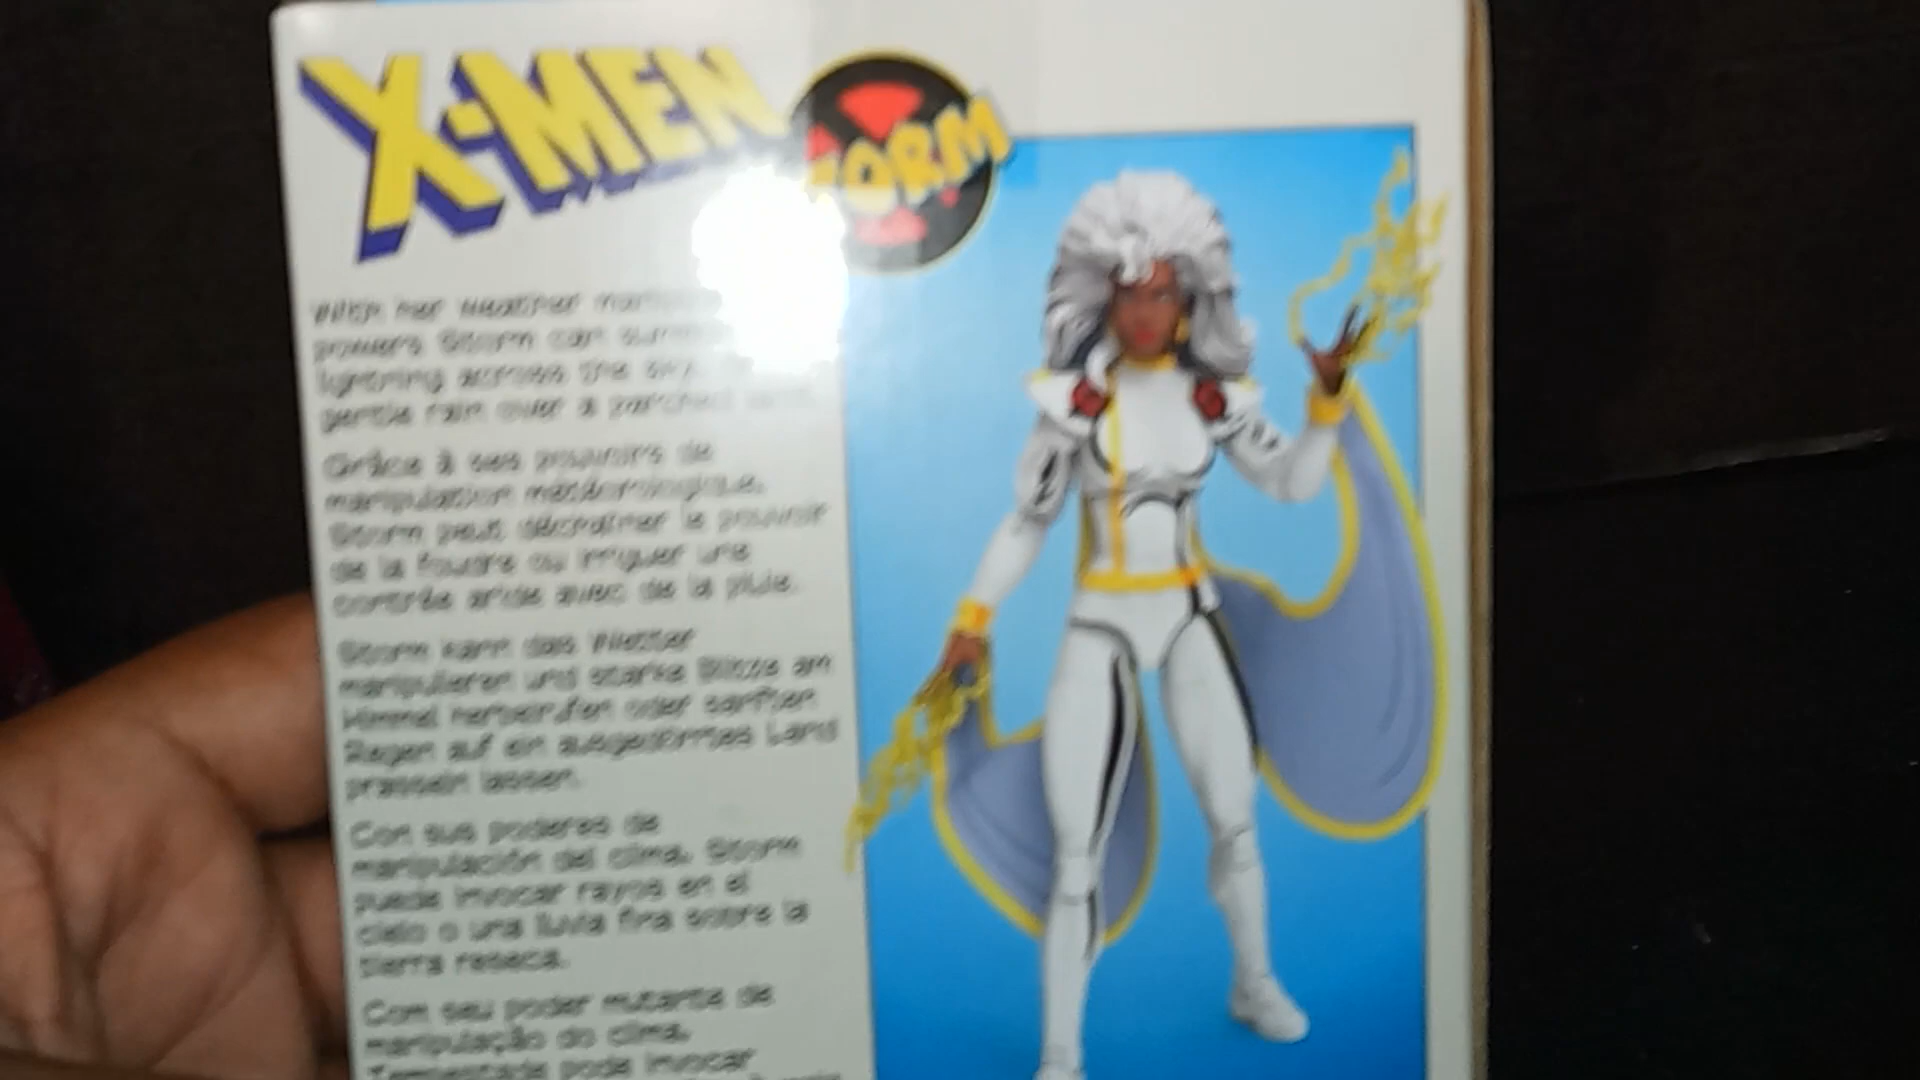 X-MEN
STORM
With her weather
powers Storm can
lightning across the sky
gentle rain over a parched
Grâce à ses pouvoirs de
manipulation météorologique,
Storm peut déchaîner le pouvoir
de la foudre ou irriguer une
contrée aride avec de la pluie.
Storm kann das Wetter
manipulieren und starke Blitze am
Himmel herbeirufen oder sanften
Regen auf ein ausgedörrtes Land
prasseln lassen.
Con sus poderes de
manipulación del clima, Storm
puede invocar rayos en el
cielo o una lluvia fina sobre la
tierra reseca.
Com seu poder mutante de
manipulação do clima,
Tempestade pode invocar